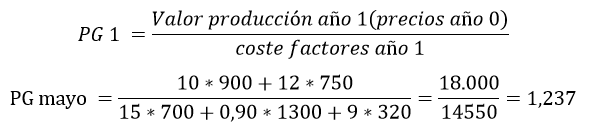 PG 1 = Valor producción año 1(precios año 0) / coste factores año 1
PG mayo = 10 * 900 + 12 * 750 / 15 * 700 + 0,90 * 1300 + 9 * 320 = 18.000 / 14550 = 1,237